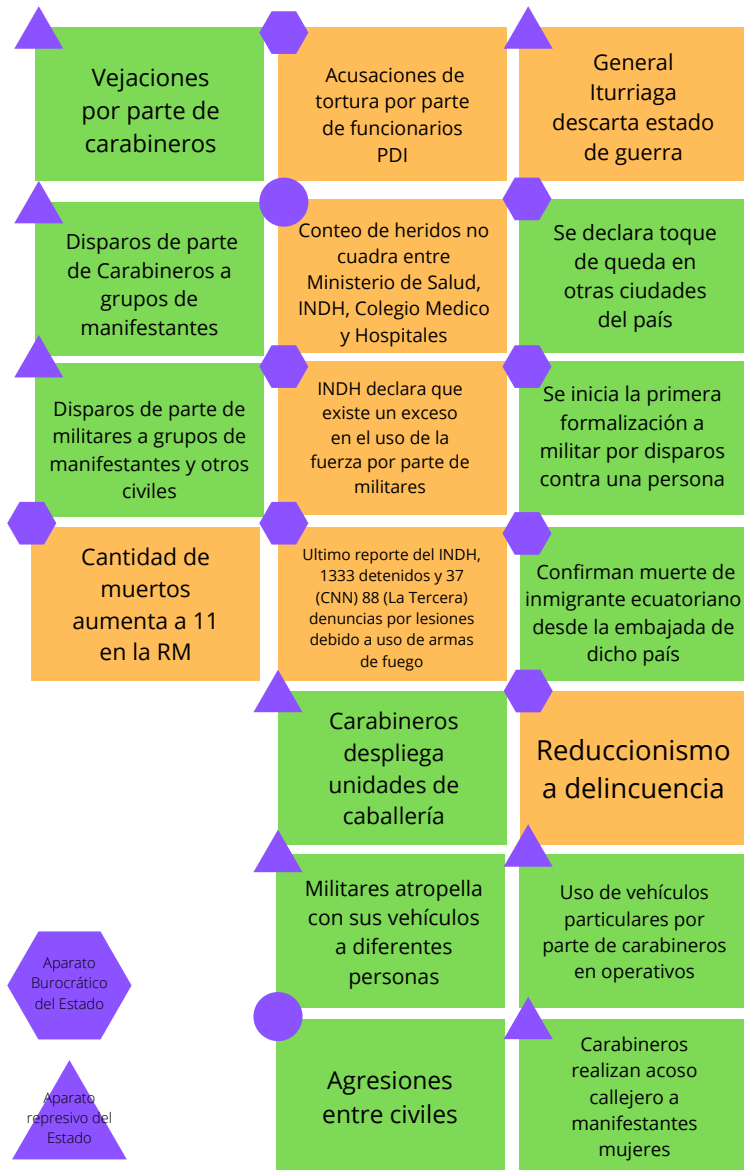 Vejaciones
por parte de
carabineros
Acusaciones de
tortura por parte
de funcionarios
PDI
General
Iturriaga
descarta estado
de guerra
Disparos de parte
de Carabineros a
grupos de
manifestantes
Conteo de heridos no
cuadra entre
Ministerio de Salud,
INDH, Colegio Medico
y Hospitales
Se declara toque
de queda en
otras ciudades
del país
Disparos de parte de
militares a grupos de
manifestantes y otros
civiles
INDH declara que
existe un exceso
en el uso de la
fuerza por parte de
militares
Se inicia la primera
formalización a
militar por disparos
contra una persona
Cantidad de
muertos
aumenta a 11
en la RM
Ultimo reporte del INDH,
1333 detenidos y 37
(CNN) 88 (La Tercera)
denuncias por lesiones
debido a uso de armas
de fuego
Confirman muerte de
inmigrante ecuatoriano
desde la embajada de
dicho país
Carabineros
despliega
unidades de
caballería
Reduccionismo
a delincuencia
Militares atropella
con sus vehículos
a diferentes
personas
Uso de vehículos
particulares por
parte de carabineros
en operativos
Aparato
Burocrático
del Estado
Agresiones
entre civiles
Carabineros
realizan acoso
callejero a
manifestantes
mujeres
Aparato
represivo del
Estado